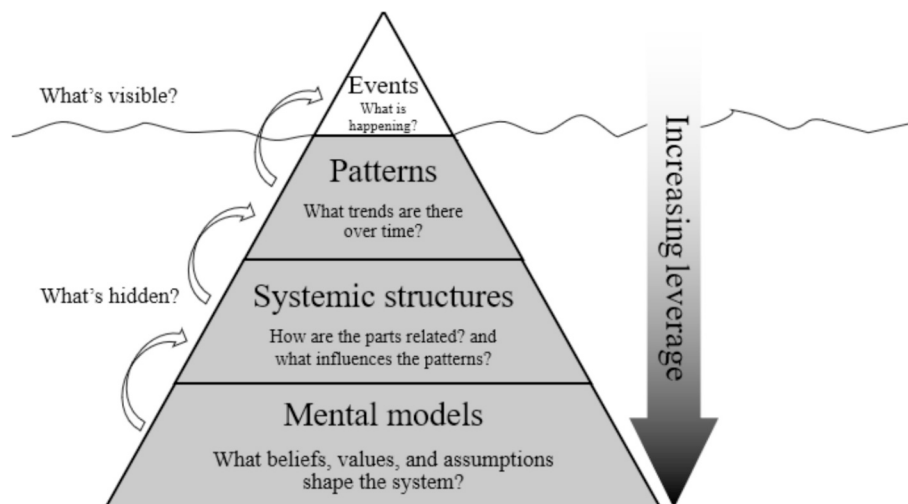 What's visible?
Events
What is
happening?
Patterns
What trends are there
over time?
What's hidden?
Systemic structures
How are the parts related? and
what influences the patterns?
Mental models
What beliefs, values, and assumptions
shape the system?
Increasing leverage